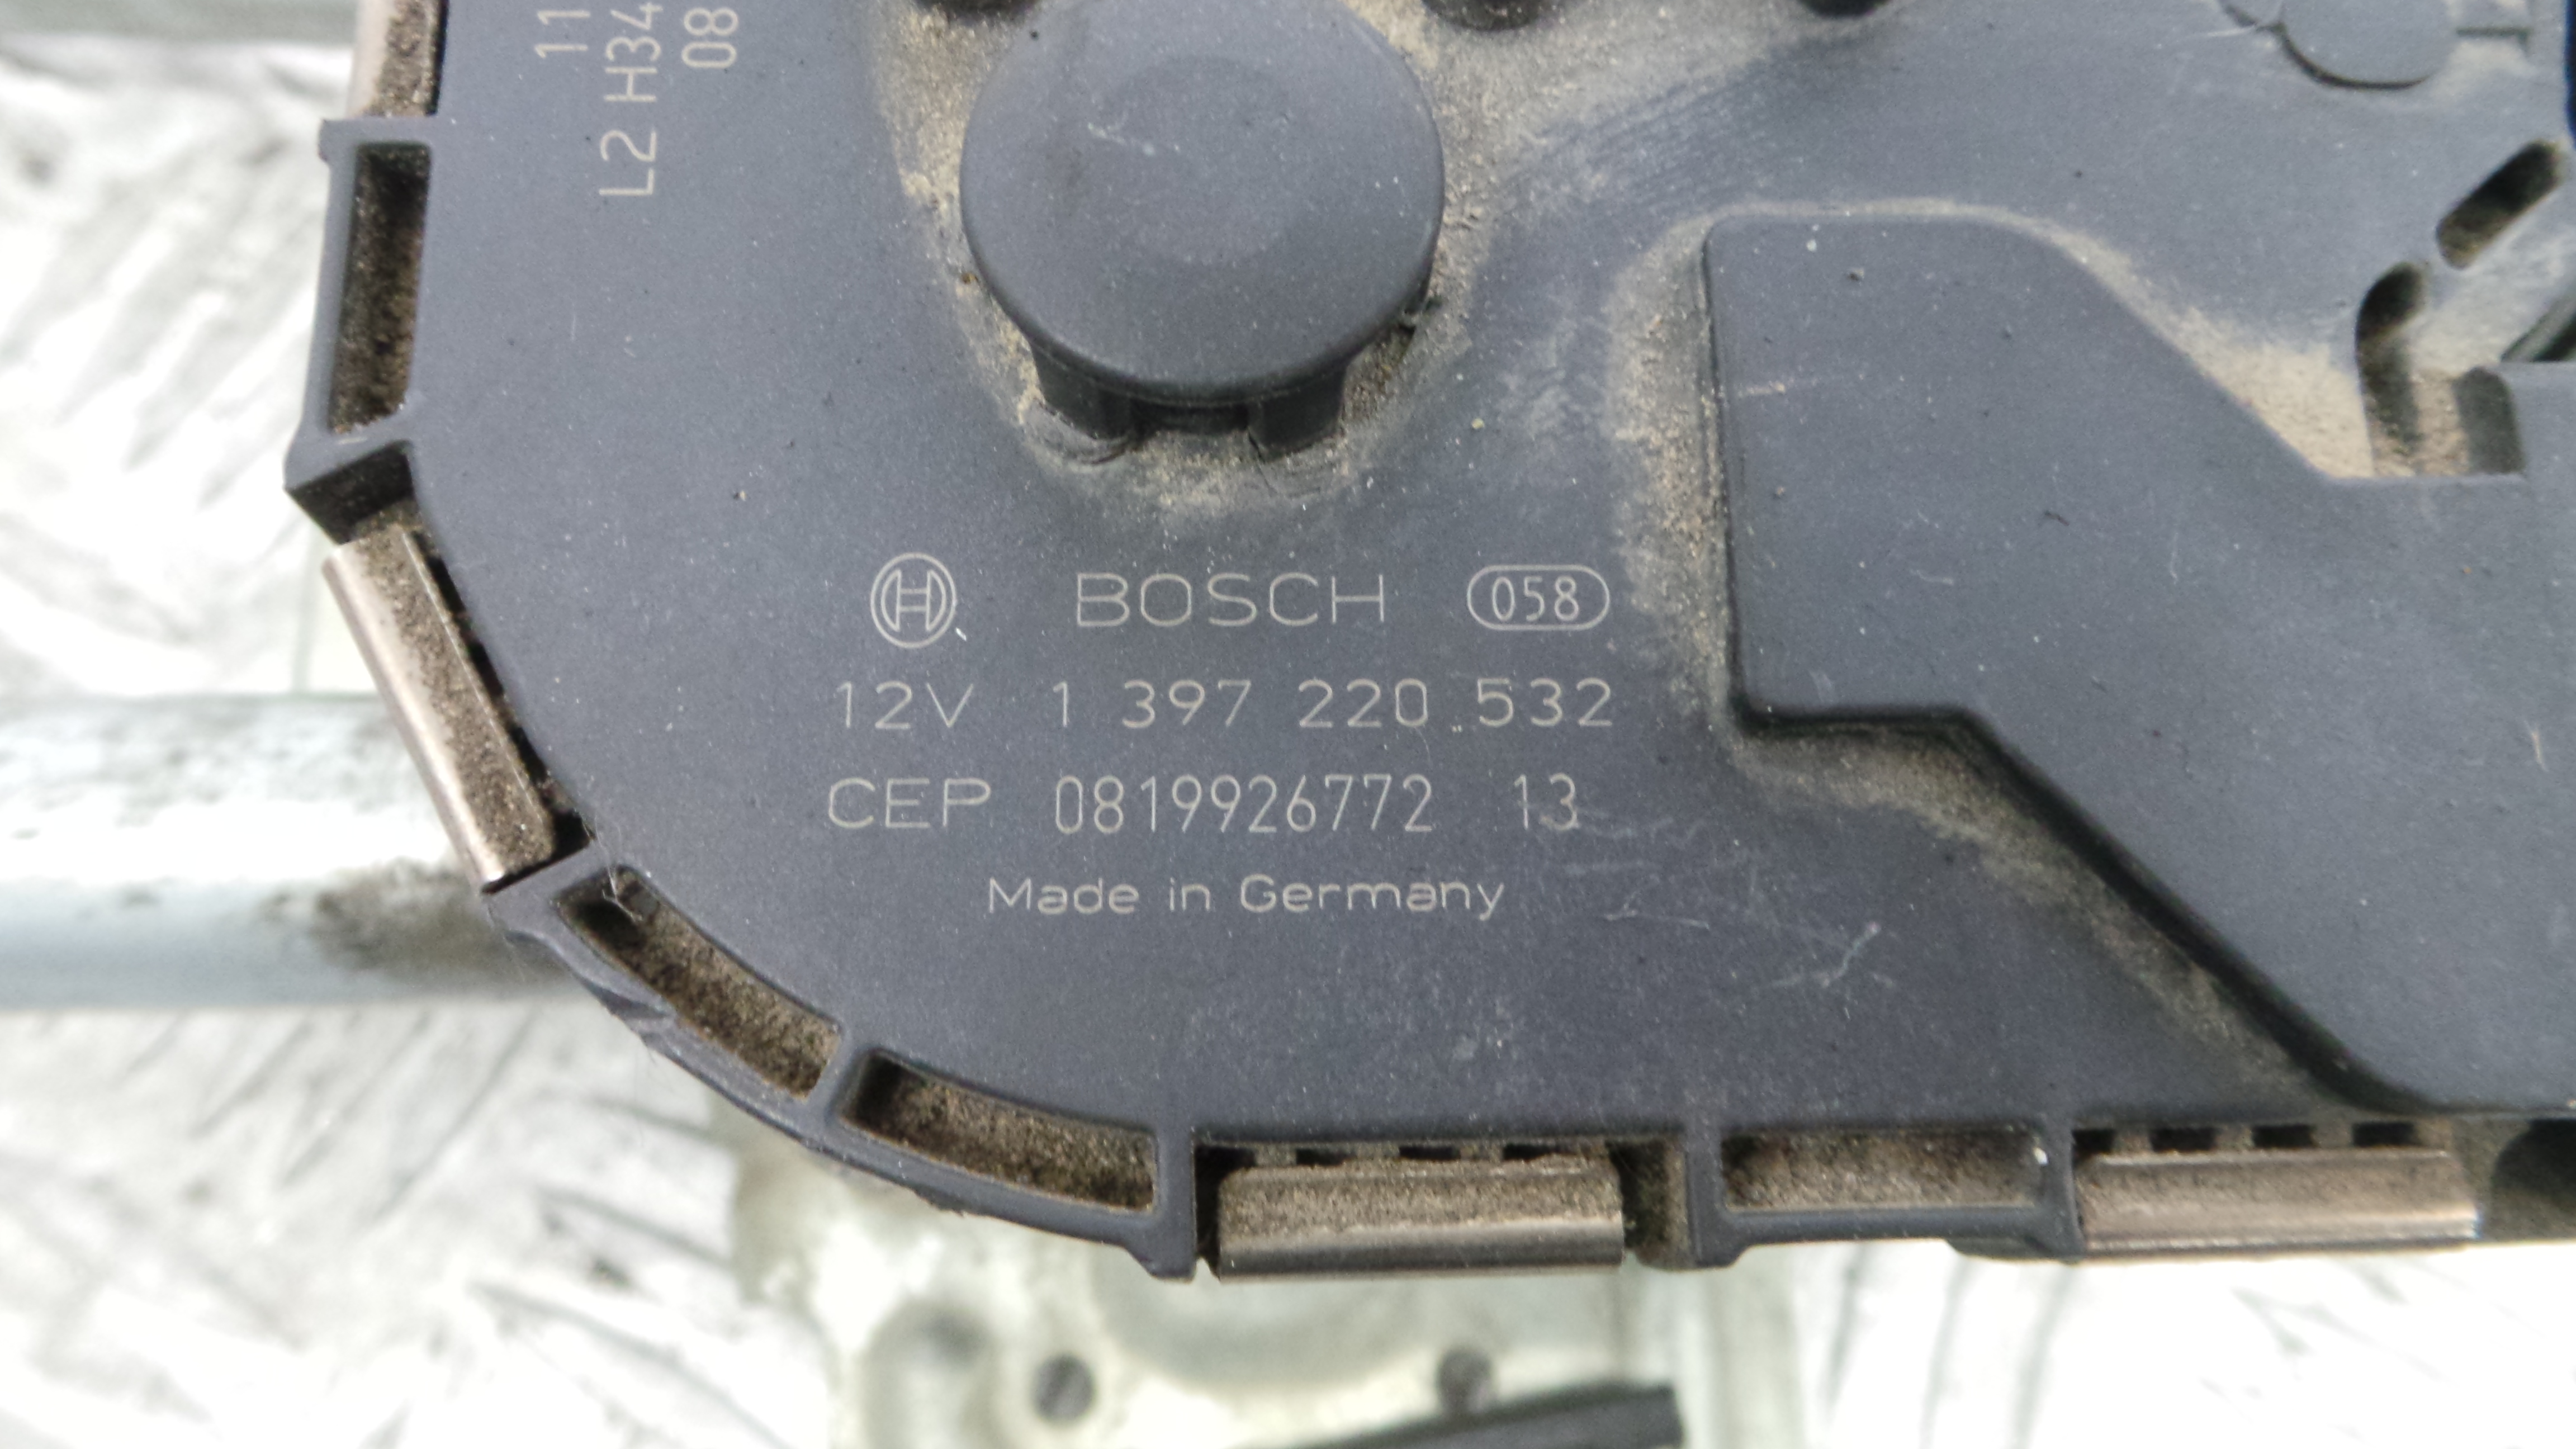 11
L2 H34
08
BOSCH 058
12V 1 397 220 532
CEP 0819926772 13
Made in Germany